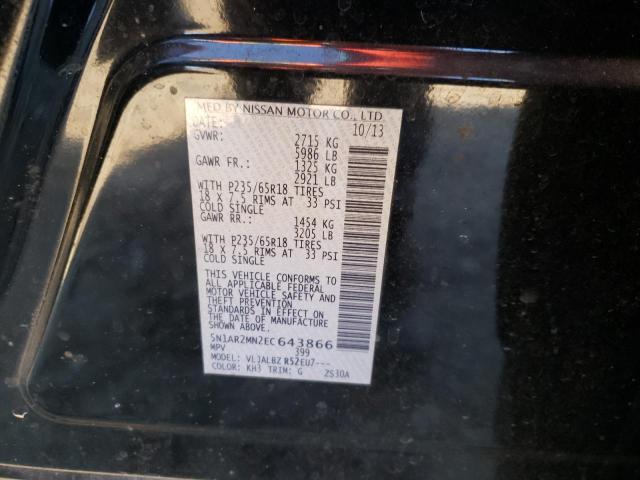 MFD BY NISSAN MOTOR CO., LTD.
DATE: 10/13
GVWR: 2715 KG
5986 LB
GAWR FR.: 1325 KG
2921 LB
WITH P235/65R18 TIRES
18 X 7.5 RIMS AT 33 PSI
COLD SINGLE
GAWR RR.: 1454 KG
3205 LB
WITH P235/65R18 TIRES
18 X 7.5 RIMS AT 33 PSI
COLD SINGLE
THIS VEHICLE CONFORMS TO
ALL APPLICABLE FEDERAL
MOTOR VEHICLE SAFETY AND
THEFT PREVENTION
STANDARDS IN EFFECT ON
THE DATE OF MANUFACTURE
SHOWN ABOVE.
5N1AR2MN2EC643866
MPV 399
MODEL: VLJALBZ R52EU7---
COLOR: KH3 TRIM: G ZS30A